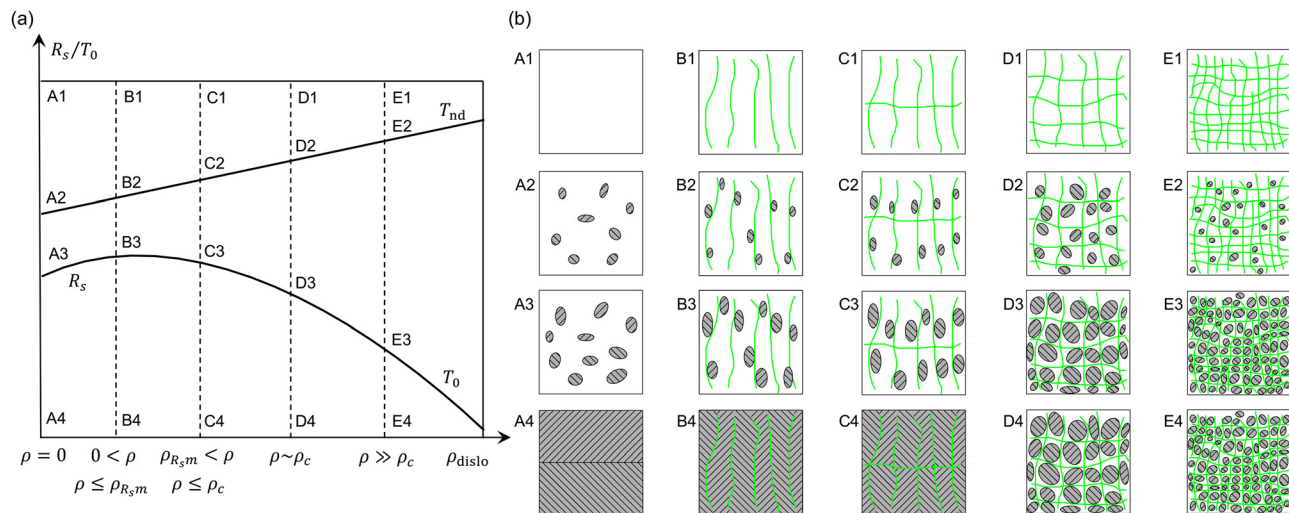 (a)
R_s/T_0
A1 B1 C1 D1 E1
T_nd
E2
D2
C2
B2
A2
A3 B3 C3
R_s
D3
E3
T_0
A4 B4 C4 D4 E4
ρ = 0 0 < ρ ρ_{R_s m} < ρ ρ~ρ_c ρ ≫ ρ_c ρ_dislo
ρ ≤ ρ_{R_s m} ρ ≤ ρ_c
(b)
A1 B1 C1 D1 E1
A2 B2 C2 D2 E2
A3 B3 C3 D3 E3
A4 B4 C4 D4 E4